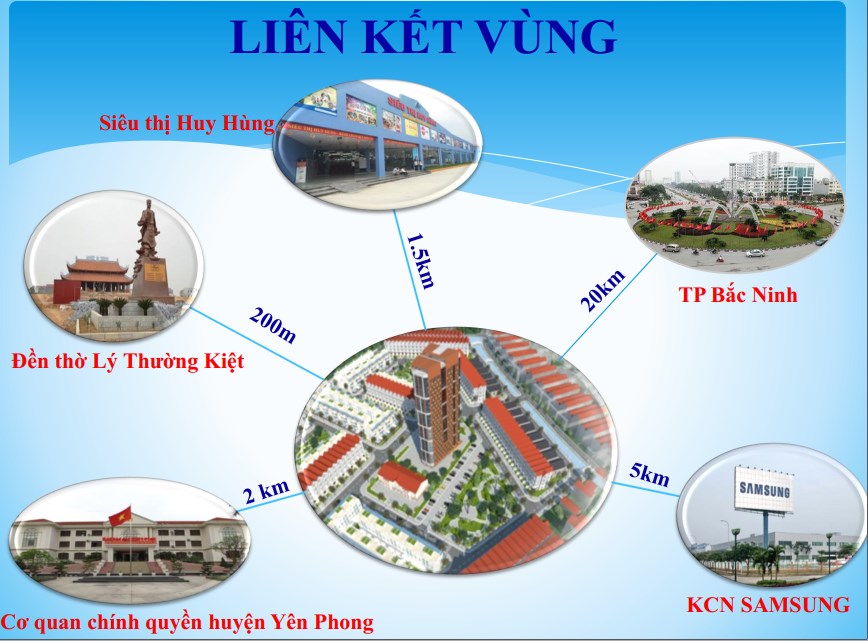 LIÊN KẾT VÙNG
Siêu thị Huy Hùng
1.5km
20km
TP Bắc Ninh
200m
Đền thờ Lý Thường Kiệt
2 km
5km
SAMSUNG
KCN SAMSUNG
Cơ quan chính quyền huyện Yên Phong